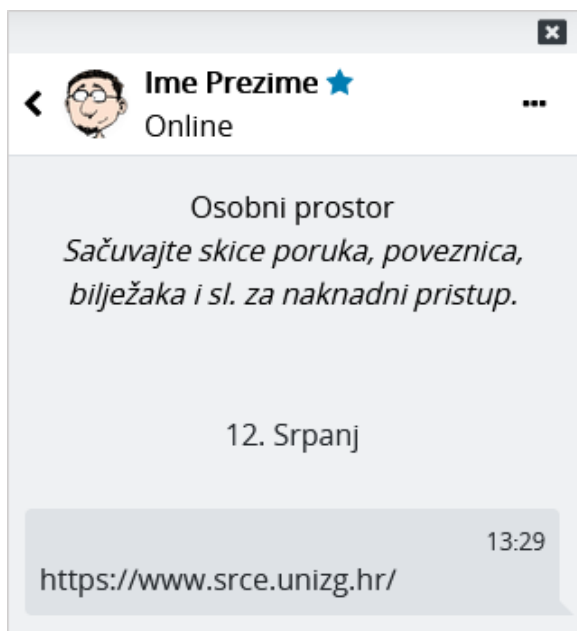 Ime Prezime
Online
Osobni prostor
Sačuvajte skice poruka, poveznica,
bilježaka i sl. za naknadni pristup.
12. Srpanj
13:29
https://www.srce.unizg.hr/